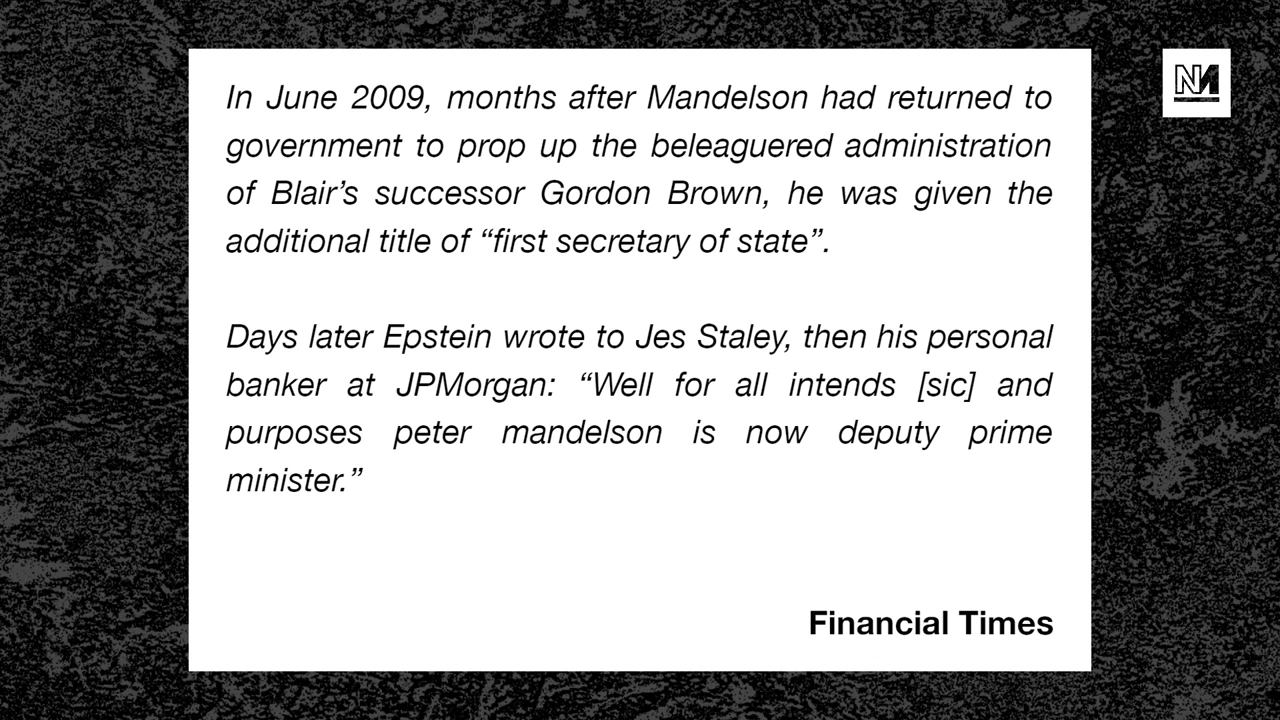 In June 2009, months after Mandelson had returned to
government to prop up the beleaguered administration
of Blair’s successor Gordon Brown, he was given the
additional title of “first secretary of state”.
Days later Epstein wrote to Jes Staley, then his personal
banker at JPMorgan: “Well for all intends [sic] and
purposes peter mandelson is now deputy prime
minister.”
Financial Times
NM